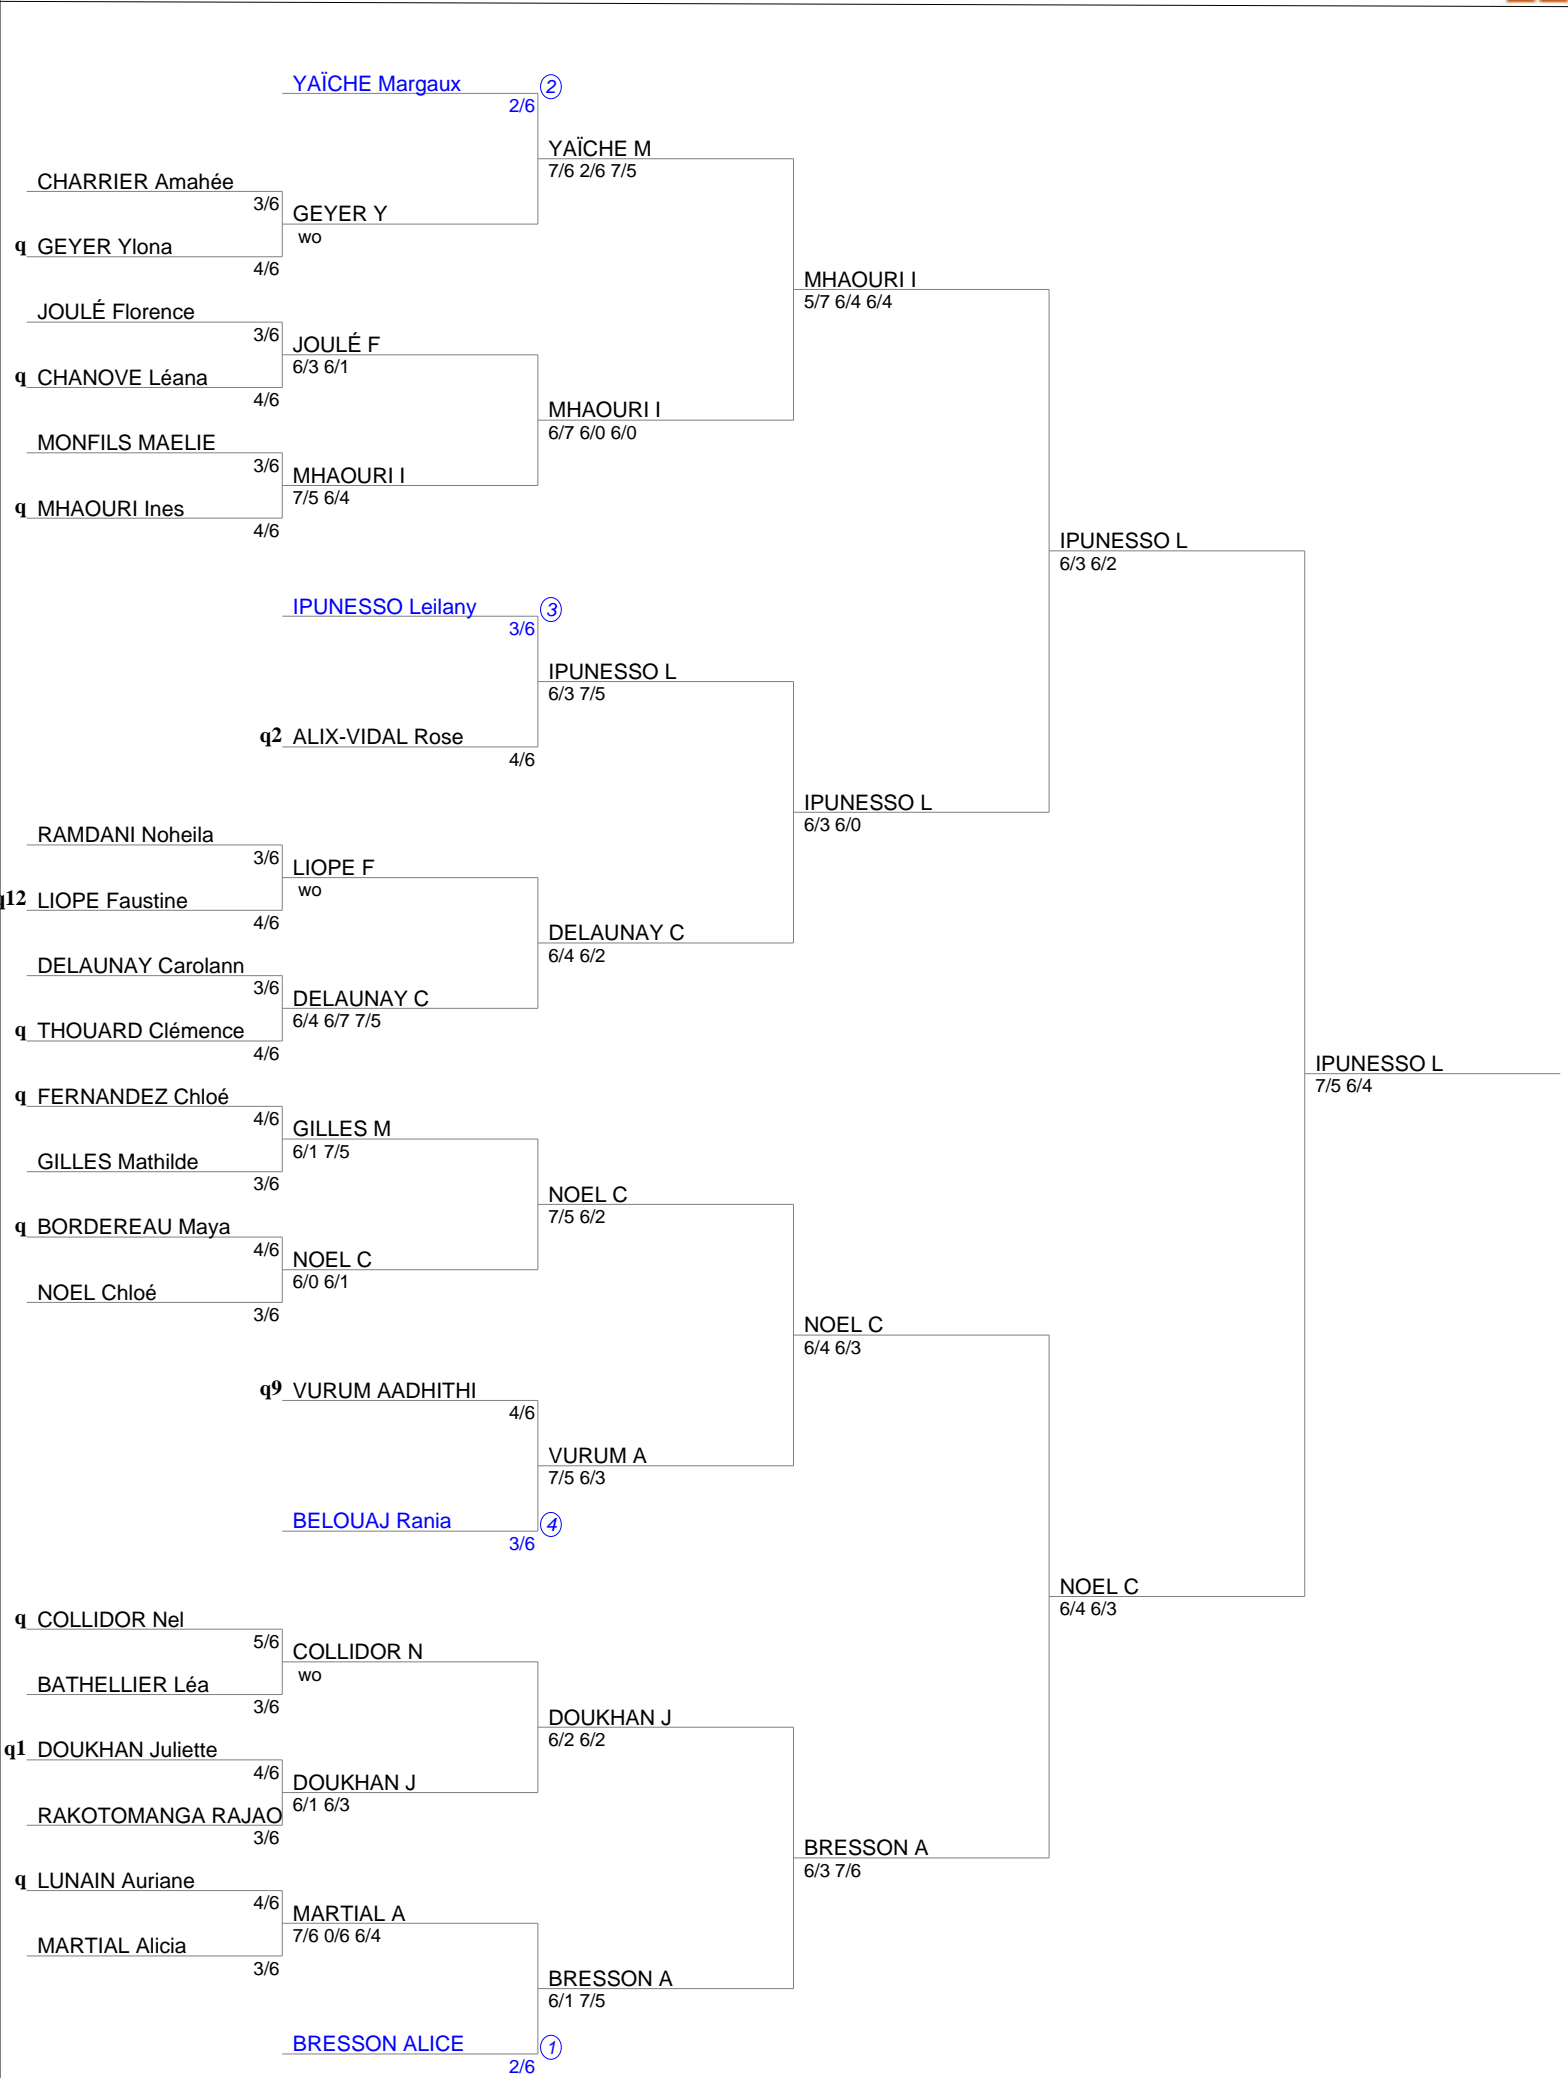 YAÏCHE Margaux 2
2/6
YAÏCHE M
7/6 2/6 7/5
CHARRIER Amahée
3/6
GEYER Y
wo
q GEYER Ylona
4/6
MHAOURI I
5/7 6/4 6/4
JOULÉ Florence
3/6
JOULÉ F
6/3 6/1
q CHANOVE Léana
4/6
MHAOURI I
6/7 6/0 6/0
MONFILS MAELIE
3/6
MHAOURI I
7/5 6/4
q MHAOURI Ines
4/6
IPUNESSO L
6/3 6/2
IPUNESSO Leilany 3
3/6
IPUNESSO L
6/3 7/5
q2 ALIX-VIDAL Rose
4/6
IPUNESSO L
6/3 6/0
RAMDANI Noheila
3/6
LIOPE F
wo
q12 LIOPE Faustine
4/6
DELAUNAY C
6/4 6/2
DELAUNAY Carolann
3/6
DELAUNAY C
6/4 6/7 7/5
q THOUARD Clémence
4/6
IPUNESSO L
7/5 6/4
q FERNANDEZ Chloé
4/6
GILLES M
6/1 7/5
GILLES Mathilde
3/6
NOEL C
7/5 6/2
q BORDEREAU Maya
4/6
NOEL C
6/0 6/1
NOEL Chloé
3/6
NOEL C
6/4 6/3
q9 VURUM AADHITHI
4/6
VURUM A
7/5 6/3
BELOUAJ Rania 4
3/6
NOEL C
6/4 6/3
q COLLIDOR Nel
5/6
COLLIDOR N
wo
BATHELLIER Léa
3/6
DOUKHAN J
6/2 6/2
q1 DOUKHAN Juliette
4/6
DOUKHAN J
6/1 6/3
RAKOTOMANGA RAJAO
3/6
BRESSON A
6/3 7/6
q LUNAIN Auriane
4/6
MARTIAL A
7/6 0/6 6/4
MARTIAL Alicia
3/6
BRESSON A
6/1 7/5
BRESSON ALICE 1
2/6